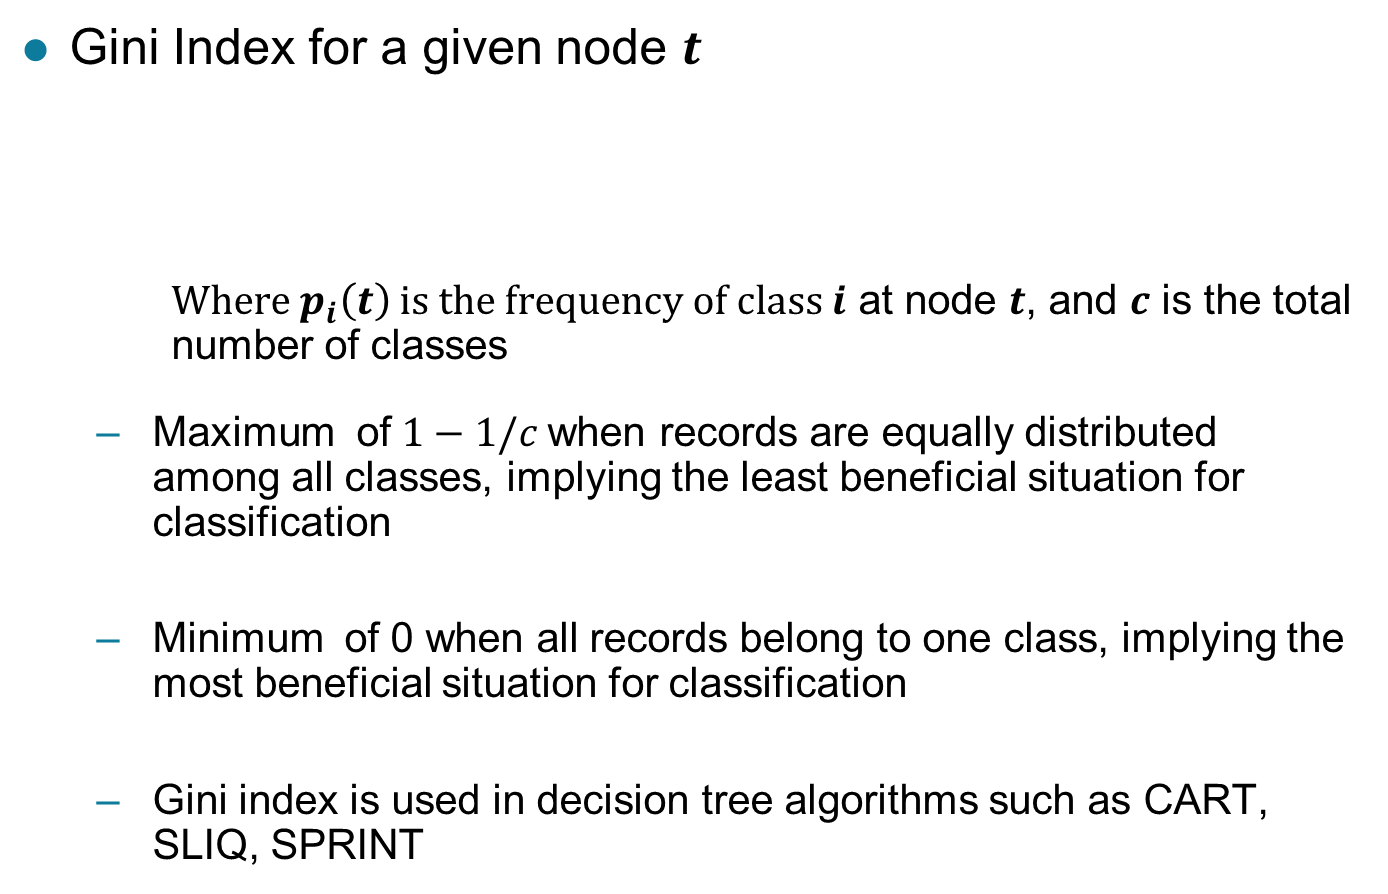 ● Gini Index for a given node t
Where pᵢ(t) is the frequency of class i at node t, and c is the total
number of classes
– Maximum of 1 − 1/c when records are equally distributed
among all classes, implying the least beneficial situation for
classification
– Minimum of 0 when all records belong to one class, implying the
most beneficial situation for classification
– Gini index is used in decision tree algorithms such as CART,
SLIQ, SPRINT